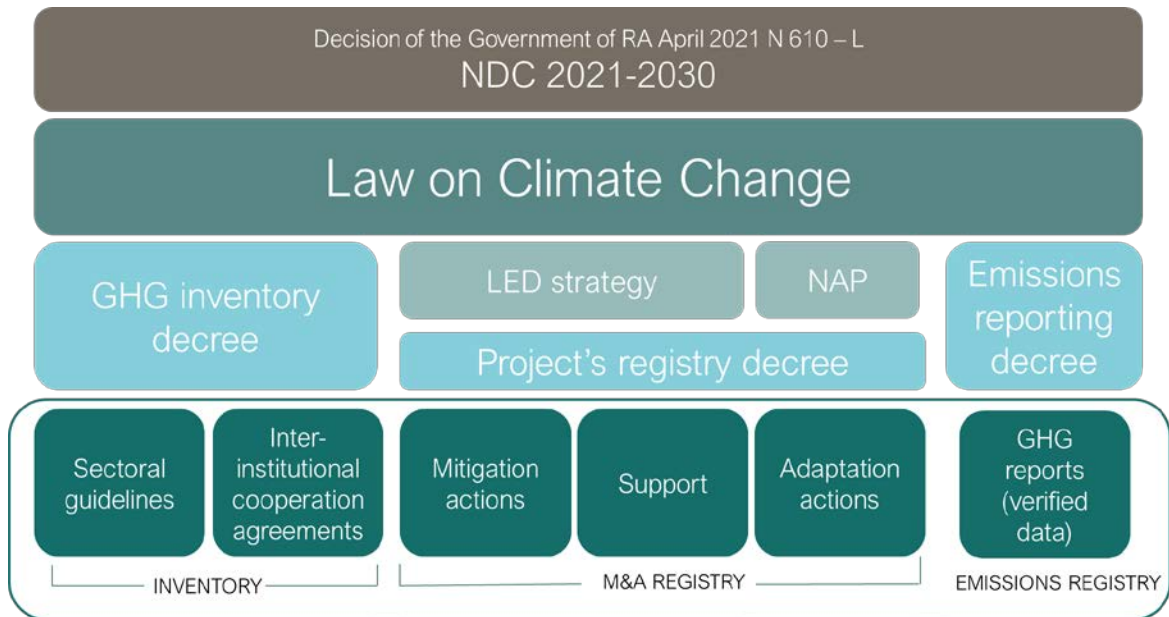 Decision of the Government of RA April 2021 N 610 – L
NDC 2021-2030
Law on Climate Change
GHG inventory
decree
LED strategy
NAP
Project's registry decree
Emissions
reporting
decree
Sectoral
guidelines
Inter-
institutional
cooperation
agreements
Mitigation
actions
Support
Adaptation
actions
GHG
reports
(verified
data)
INVENTORY
M&A REGISTRY
EMISSIONS REGISTRY